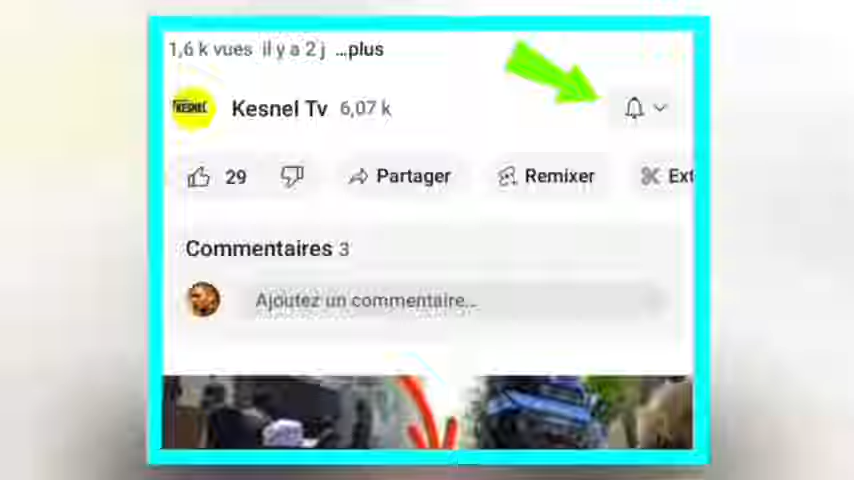 1,6 k vues il y a 2 j ...plus
KESNEL
Kesnel Tv 6,07 k
29 Partager Remixer Ext
Commentaires 3
Ajoutez un commentaire...